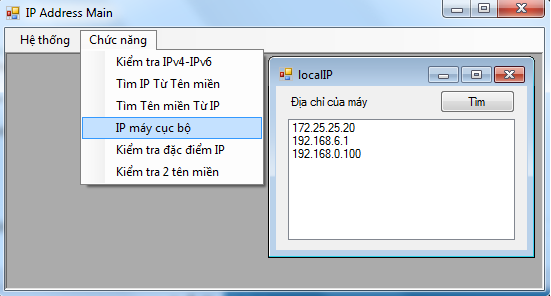 IP Address Main
Hệ thống Chức năng
Kiểm tra IPv4-IPv6
Tìm IP Từ Tên miền
Tìm Tên miền Từ IP
IP máy cục bộ
Kiểm tra đặc điểm IP
Kiểm tra 2 tên miền
localIP
Địa chỉ của máy Tìm
172.25.25.20
192.168.6.1
192.168.0.100